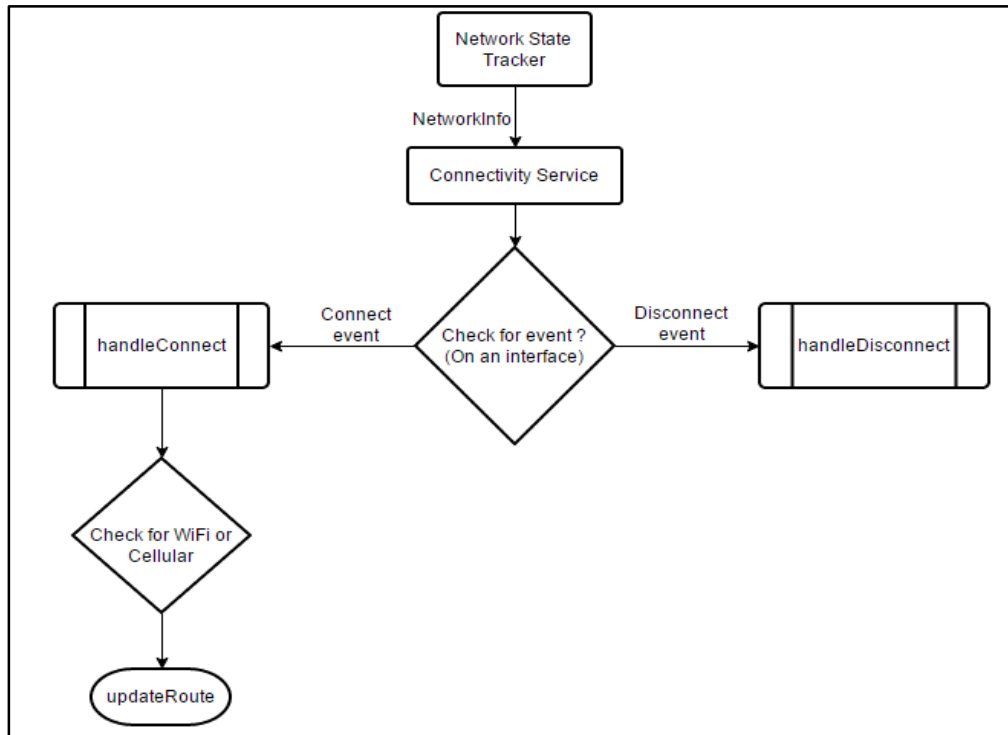 Network State
Tracker
NetworkInfo
Connectivity Service
Connect
event
Check for event ?
(On an interface)
Disconnect
event
handleConnect
handleDisconnect
Check for WiFi or
Cellular
updateRoute